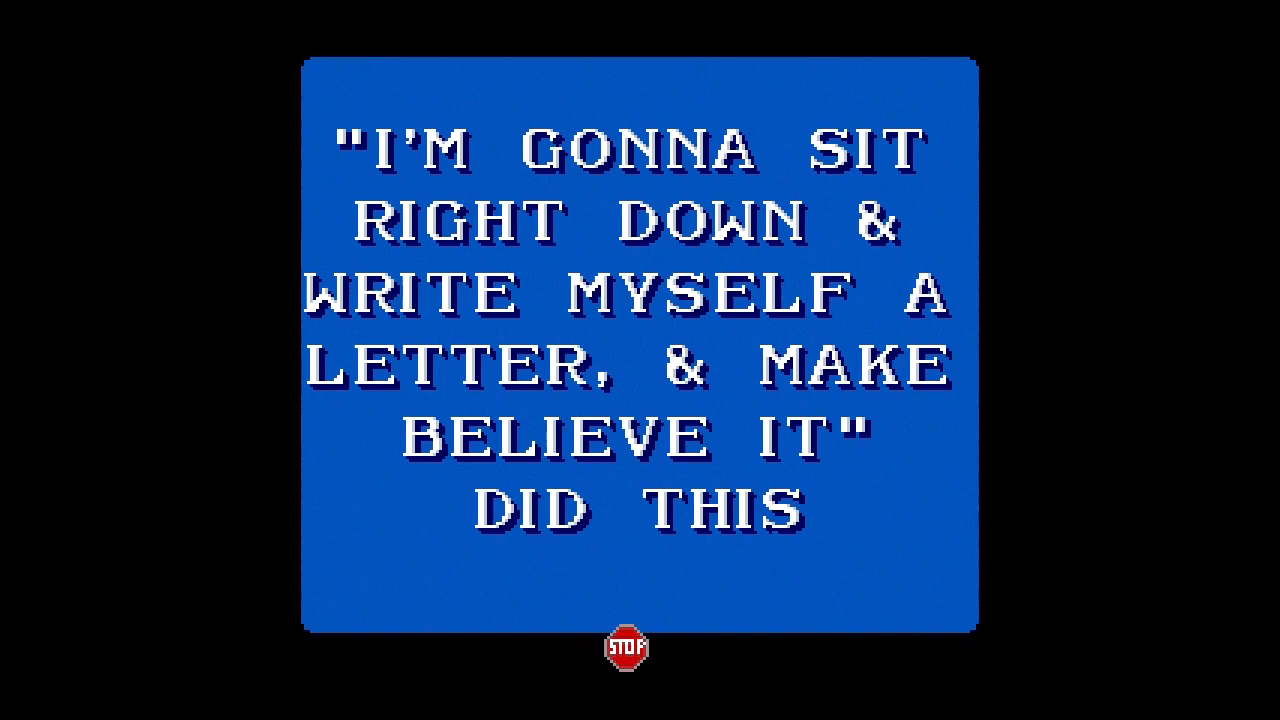 "I'M GONNA SIT
RIGHT DOWN &
WRITE MYSELF A
LETTER, & MAKE
BELIEVE IT"
DID THIS
STOP